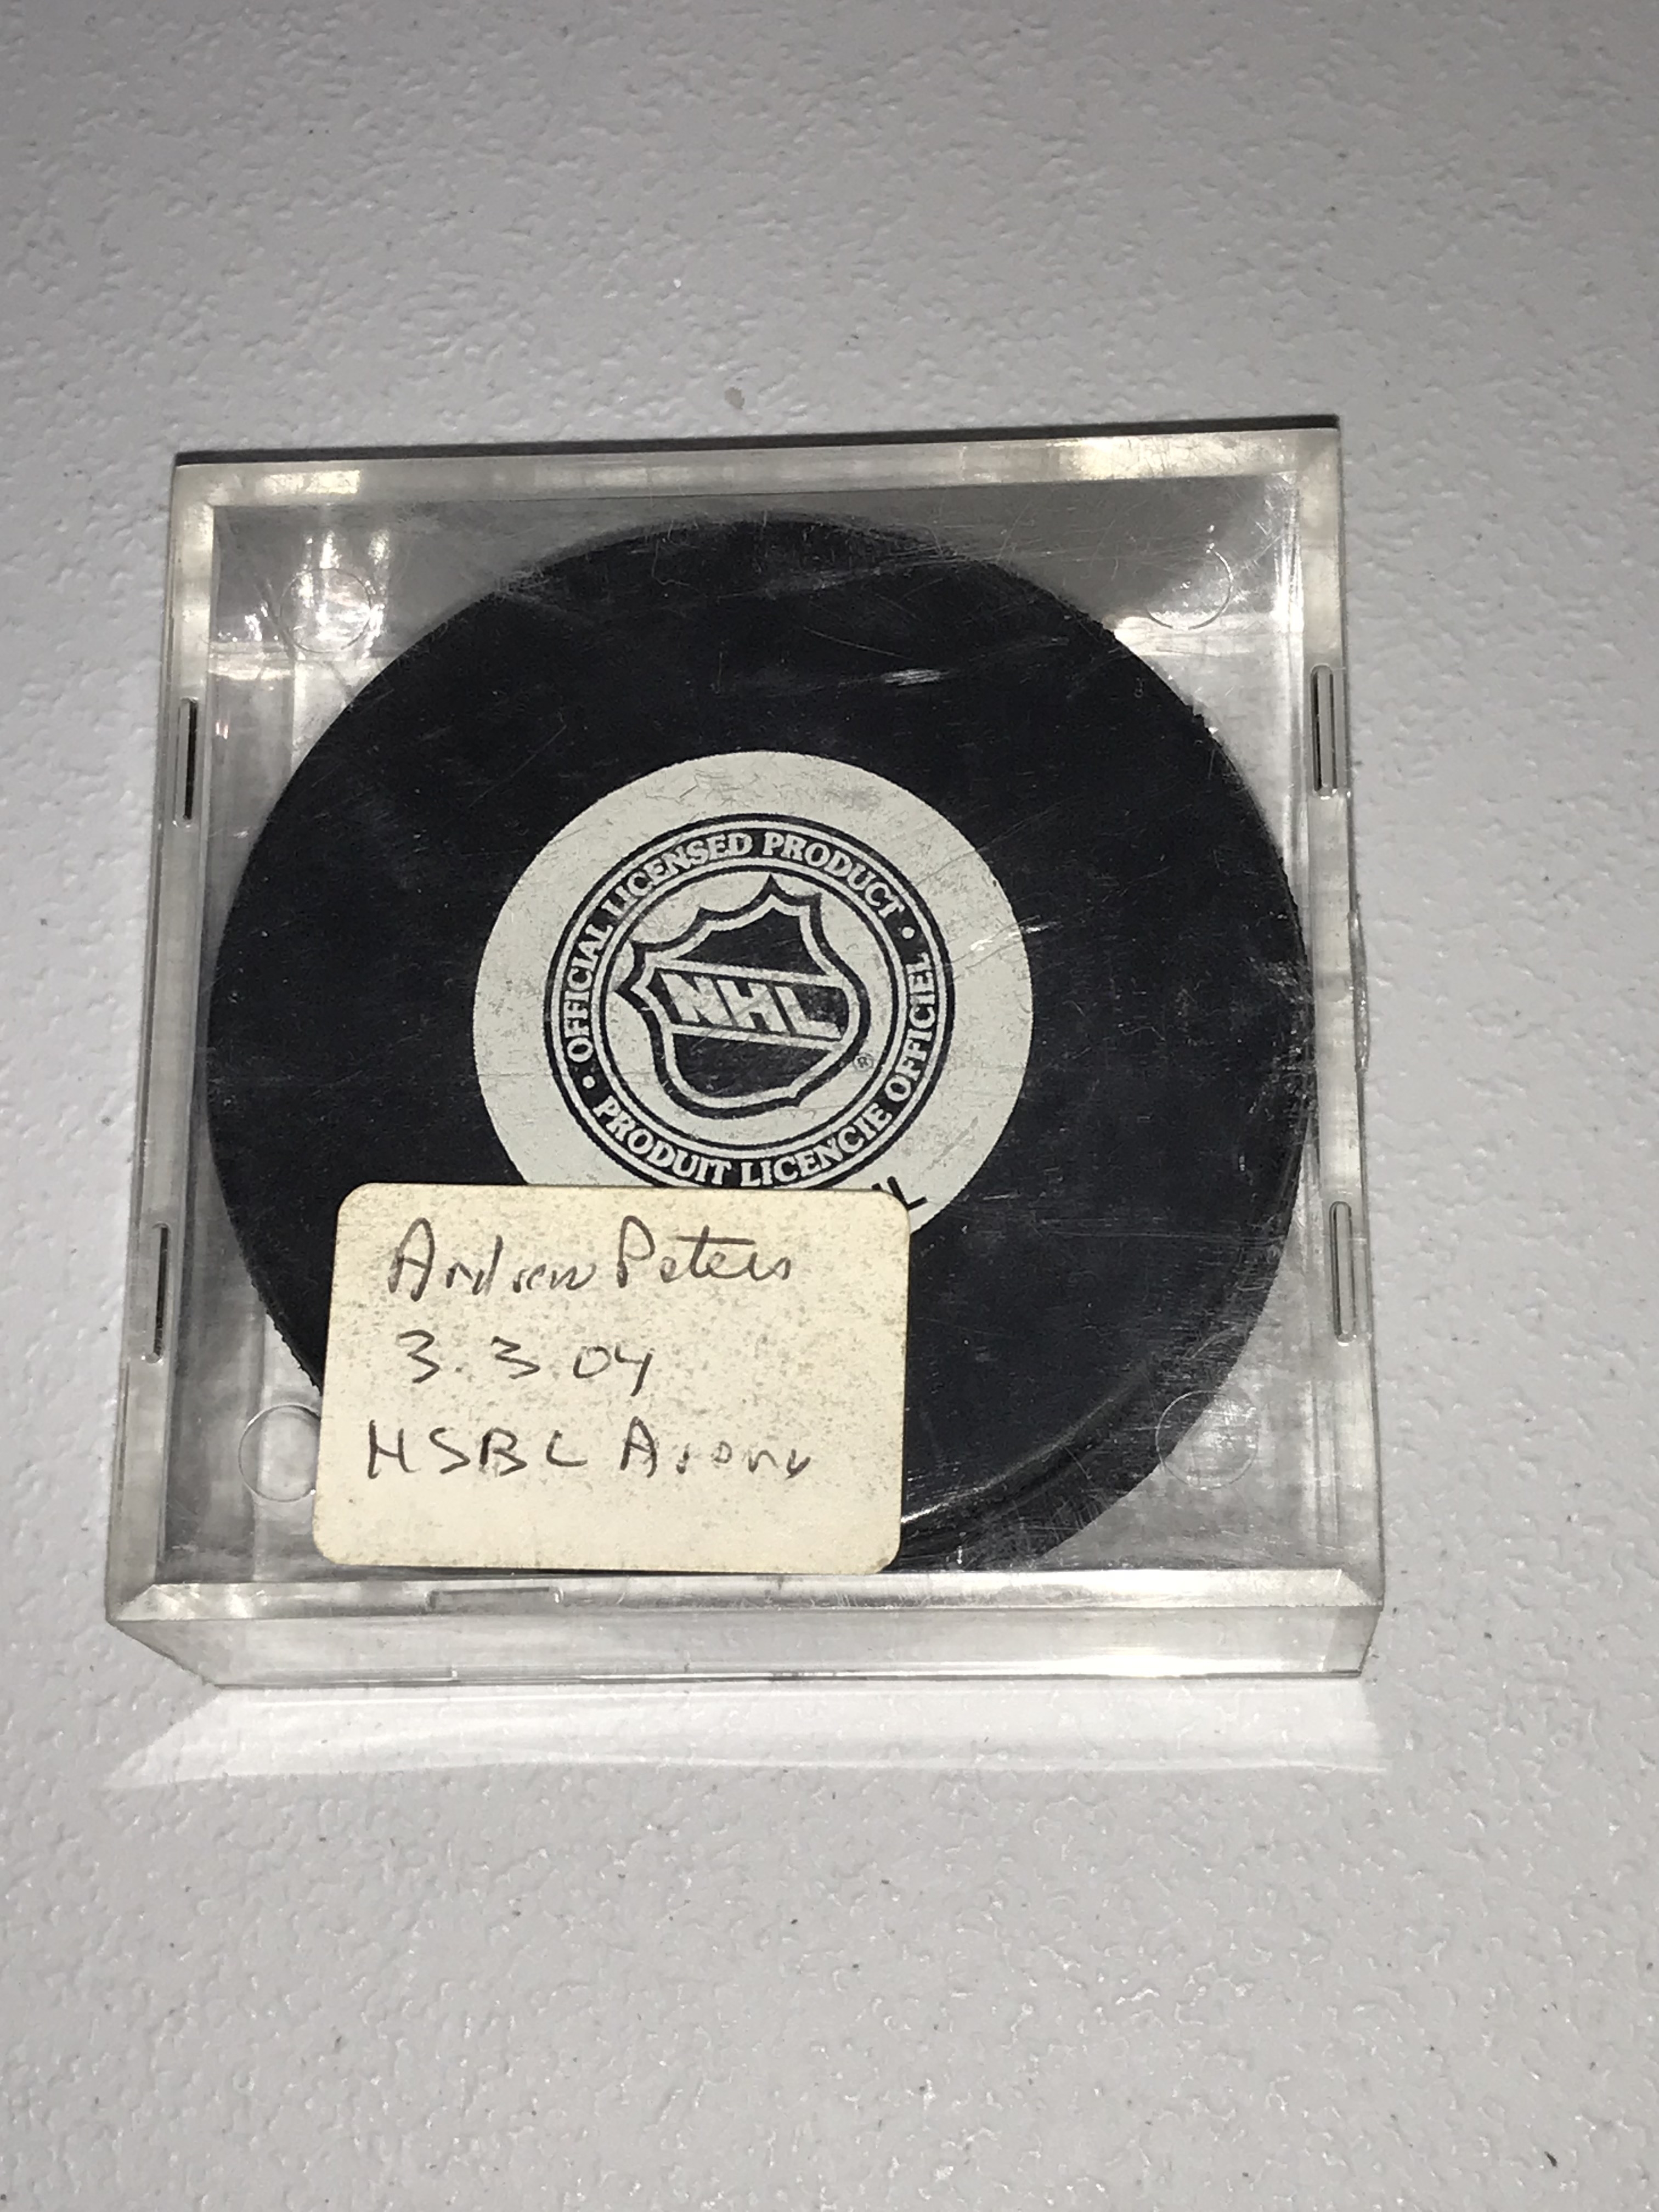 OFFICIAL LICENSED PRODUCT • PRODUIT LICENCIE OFFICIEL •
NHL
®
Andrew Peters
3.3.04
HSBC Arena